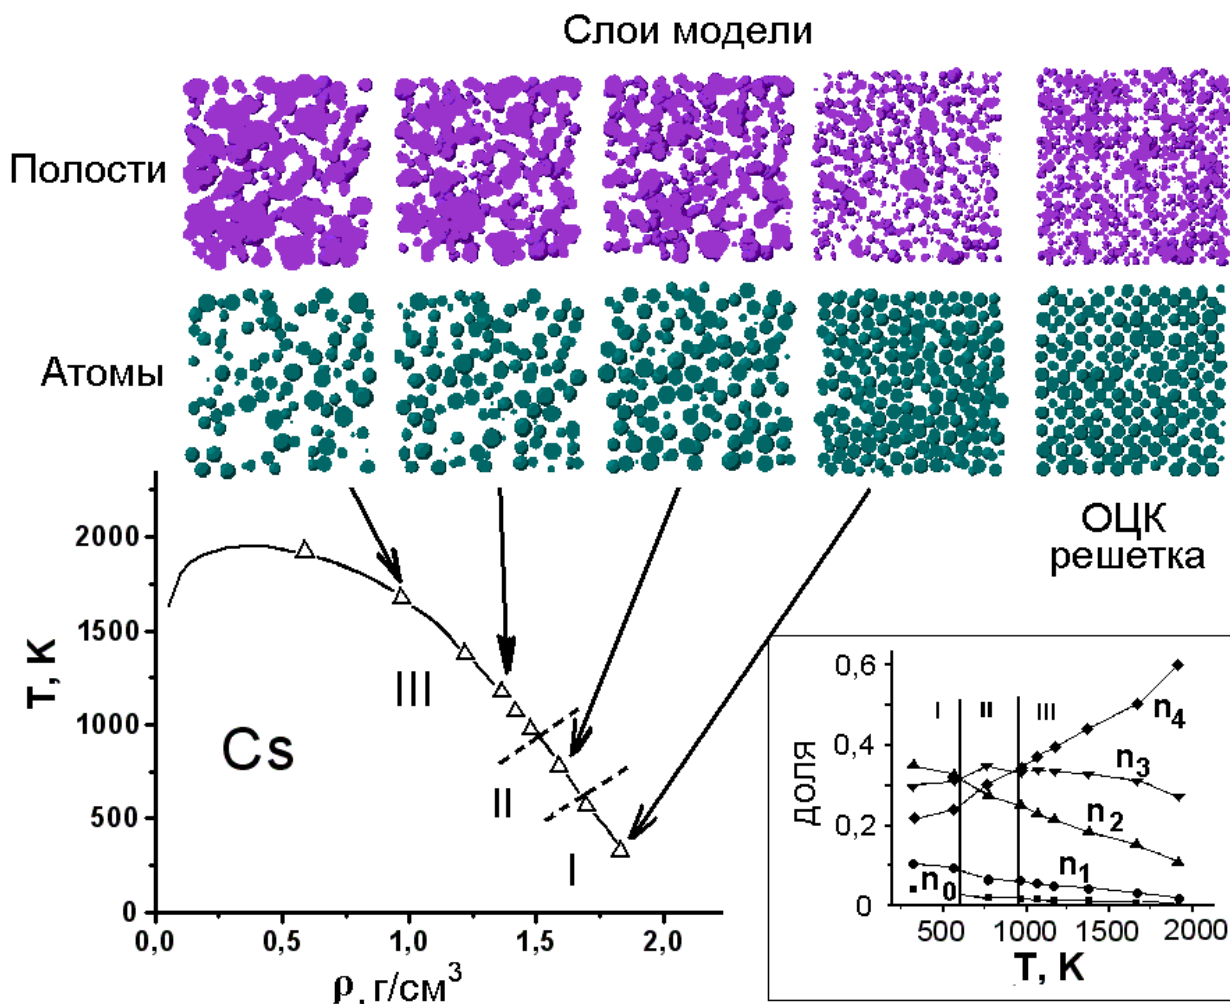 Слои модели
Полости
Атомы
ОЦК
решетка
2000
1500
1000
500
0
T, K
III
II
I
Cs
0,0
0,5
1,0
1,5
2,0
ρ, г/см³
0,6
0,4
0,2
0
ДОЛЯ
I
II
III
n₄
n₃
n₂
n₁
n₀
500
1000
1500
2000
T, K